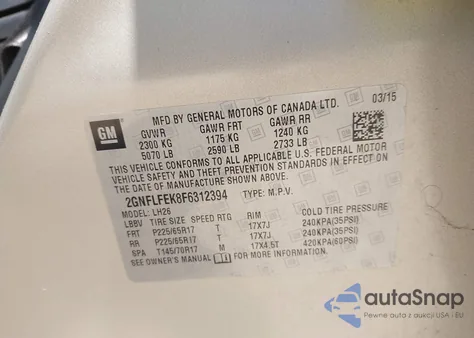 MFD BY GENERAL MOTORS OF CANADA LTD. 03/15
GM
GVWR GAWR FRT GAWR RR
2300 KG 1175 KG 1240 KG
5070 LB 2590 LB 2733 LB
THIS VEHICLE CONFORMS TO ALL APPLICABLE U.S. FEDERAL MOTOR
VEHICLE SAFETY AND THEFT PREVENTION STANDARDS IN EFFECT ON
THE DATE OF MANUFACTURE SHOWN ABOVE.
2GNFLFEK8F6312394 TYPE: M.P.V.
MODEL: LH26
LBBV TIRE SIZE SPEED RTG RIM COLD TIRE PRESSURE
FRT P225/65R17 T 17X7J 240KPA(35PSI)
RR P225/65R17 T 17X7J 240KPA(35PSI)
SPA T145/70R17 M 17X4.5T 420KPA(60PSI)
SEE OWNER'S MANUAL FOR ADDITIONAL INFORMATION.
autaSnap
Pewne auta z aukcji USA - EU